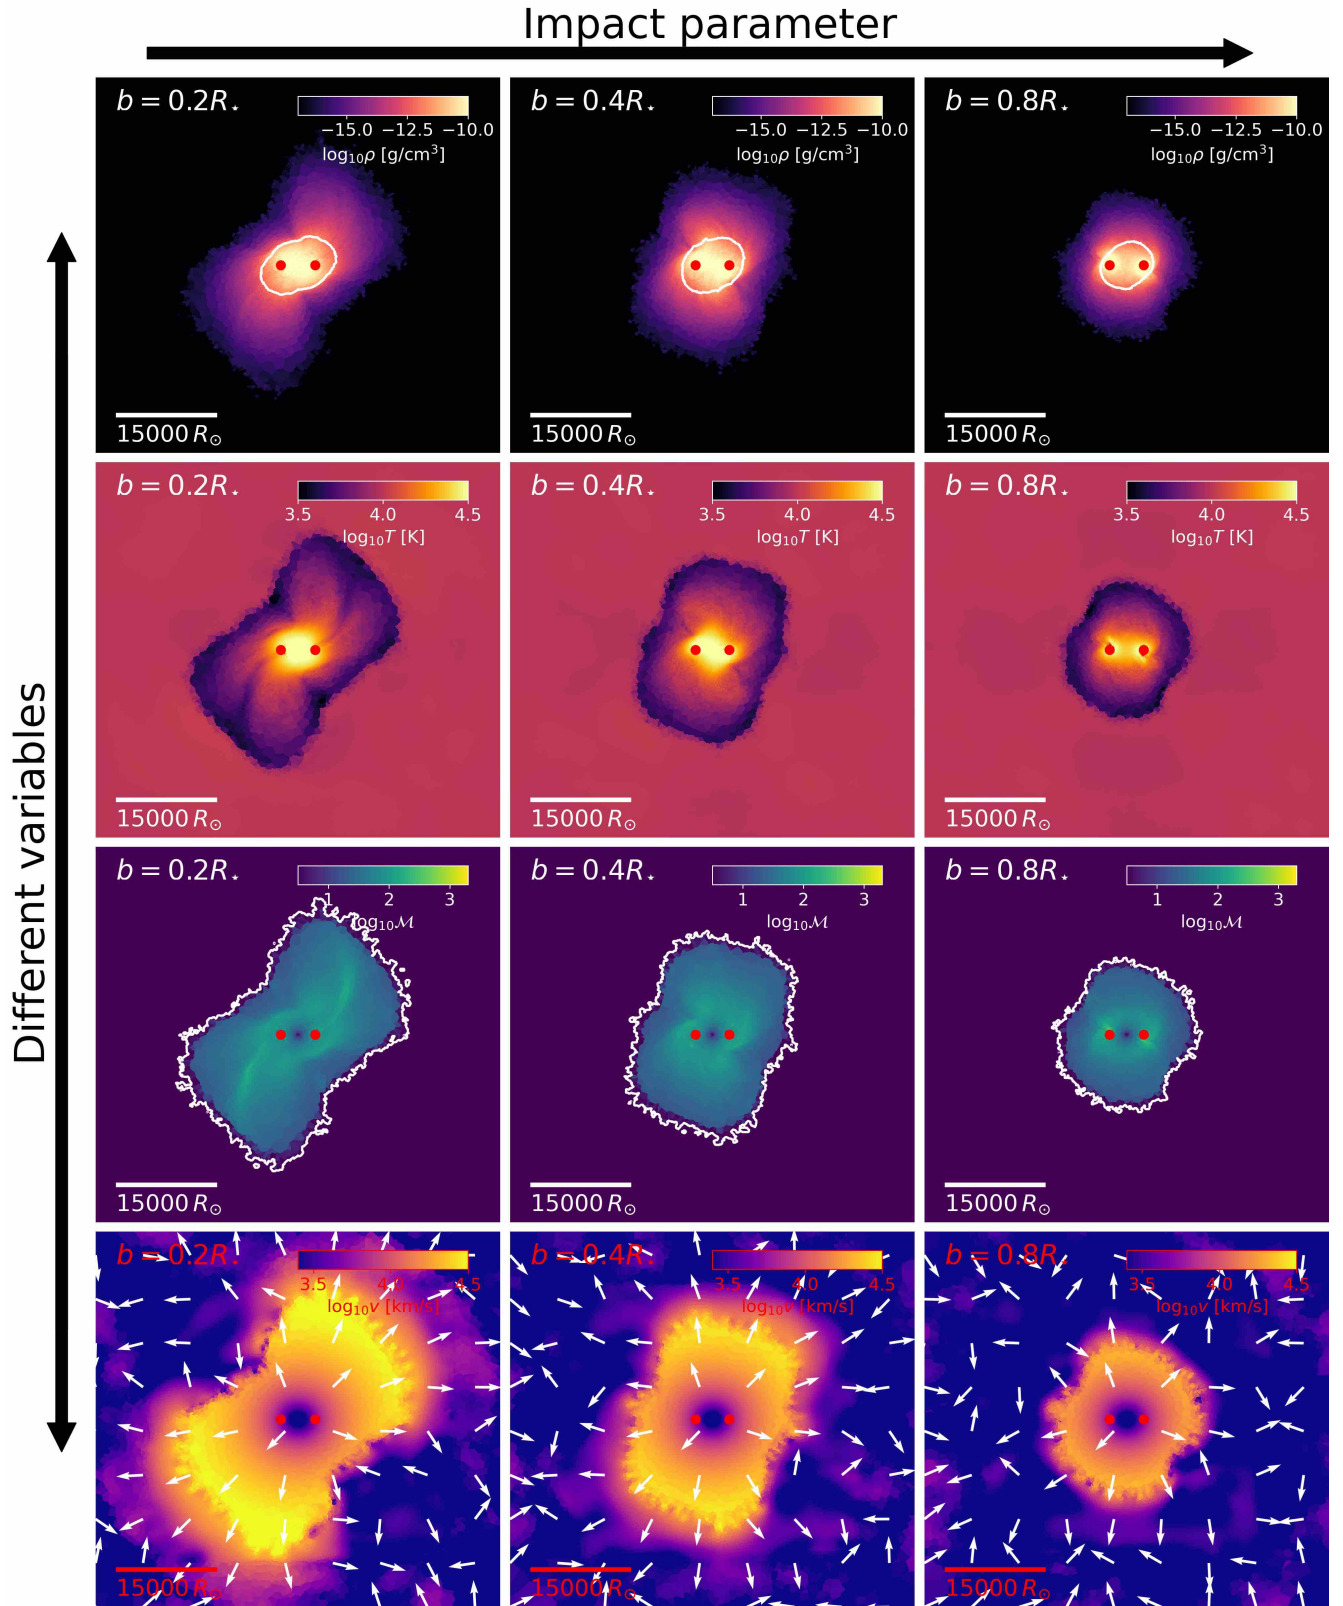 Impact parameter
Different variables
b = 0.2R⋆
−15.0 −12.5 −10.0
log₁₀ρ [g/cm³]
15000 R⊙
b = 0.4R⋆
−15.0 −12.5 −10.0
log₁₀ρ [g/cm³]
15000 R⊙
b = 0.8R⋆
−15.0 −12.5 −10.0
log₁₀ρ [g/cm³]
15000 R⊙
b = 0.2R⋆
3.5 4.0 4.5
log₁₀T [K]
15000 R⊙
b = 0.4R⋆
3.5 4.0 4.5
log₁₀T [K]
15000 R⊙
b = 0.8R⋆
3.5 4.0 4.5
log₁₀T [K]
15000 R⊙
b = 0.2R⋆
1 2 3
log₁₀ℳ
15000 R⊙
b = 0.4R⋆
1 2 3
log₁₀ℳ
15000 R⊙
b = 0.8R⋆
1 2 3
log₁₀ℳ
15000 R⊙
b = 0.2R⋆
3.5 4.0 4.5
log₁₀v [km/s]
15000 R⊙
b = 0.4R⋆
3.5 4.0 4.5
log₁₀v [km/s]
15000 R⊙
b = 0.8R⋆
3.5 4.0 4.5
log₁₀v [km/s]
15000 R⊙